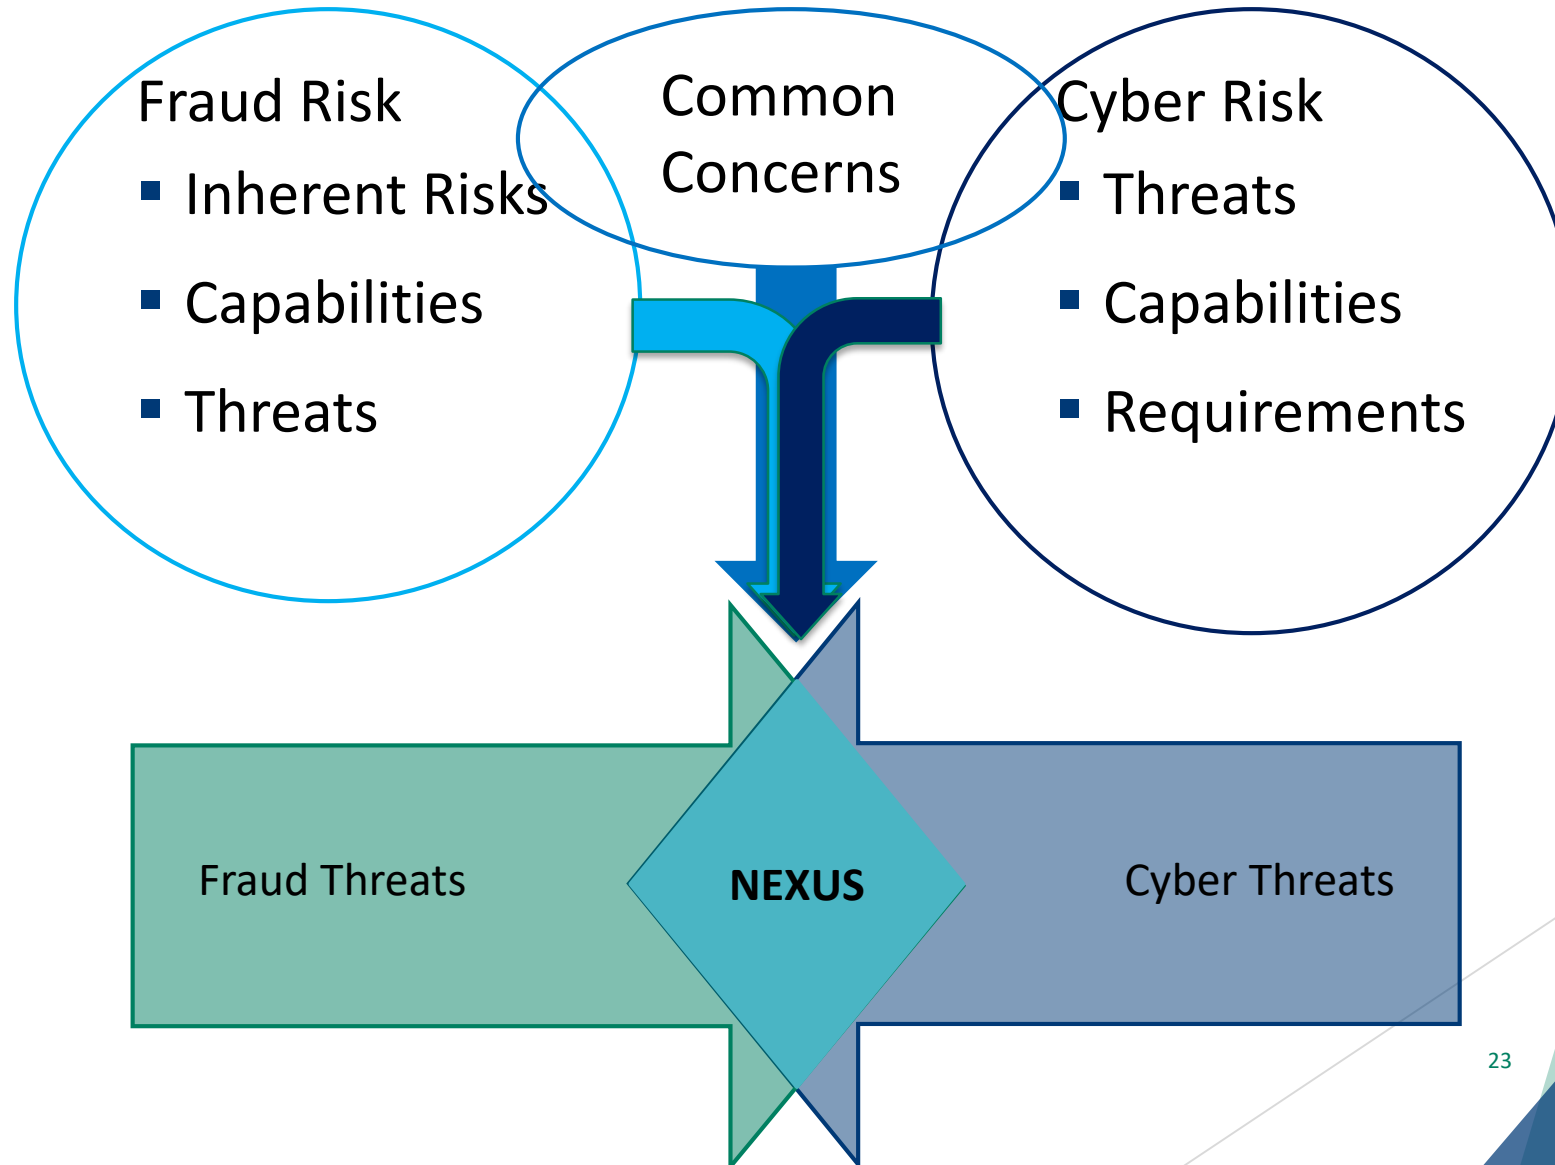 Fraud Risk
▪ Inherent Risks
▪ Capabilities
▪ Threats
Common
Concerns
Cyber Risk
▪ Threats
▪ Capabilities
▪ Requirements
Fraud Threats
NEXUS
Cyber Threats
23